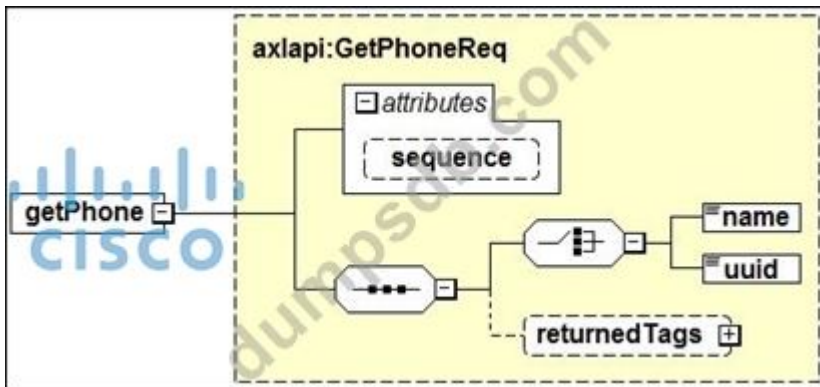 axlapi:GetPhoneReq
attributes
sequence
getPhone
CISCO
name
uuid
returnedTags
dumpsdb.com